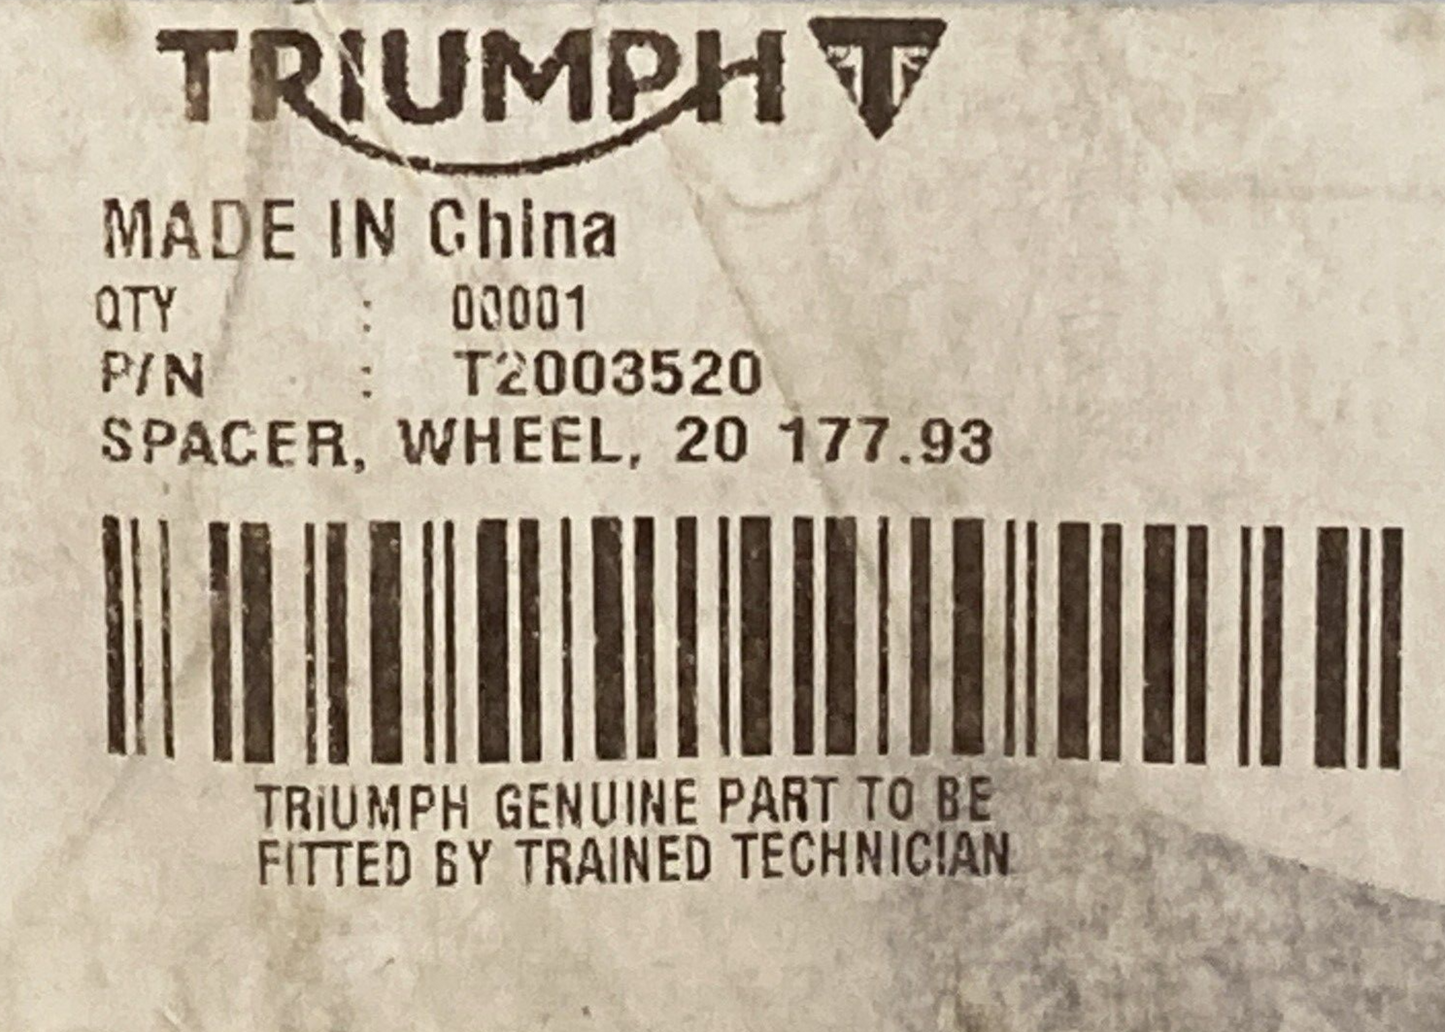 TRIUMPH T
MADE IN China
QTY : 00001
P/N : T2003520
SPACER, WHEEL, 20 177.93
TRIUMPH GENUINE PART TO BE
FITTED BY TRAINED TECHNICIAN